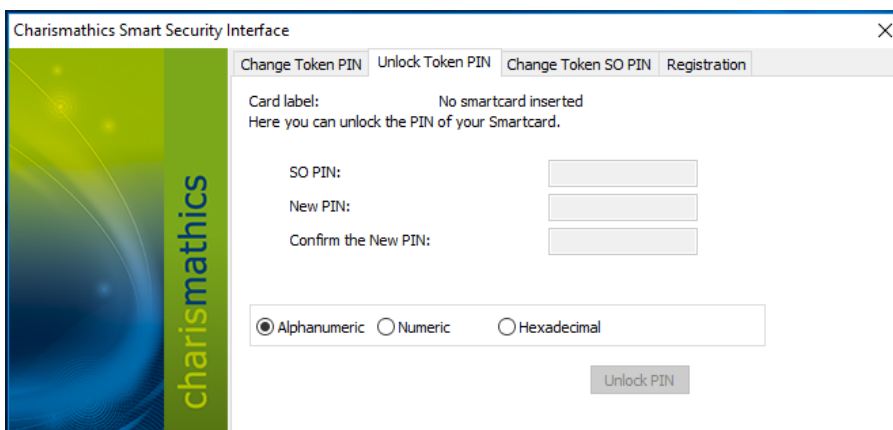 Charismathics Smart Security Interface
Change Token PIN Unlock Token PIN Change Token SO PIN Registration
Card label: No smartcard inserted
Here you can unlock the PIN of your Smartcard.
SO PIN:
New PIN:
Confirm the New PIN:
Alphanumeric Numeric Hexadecimal
Unlock PIN
charismathics